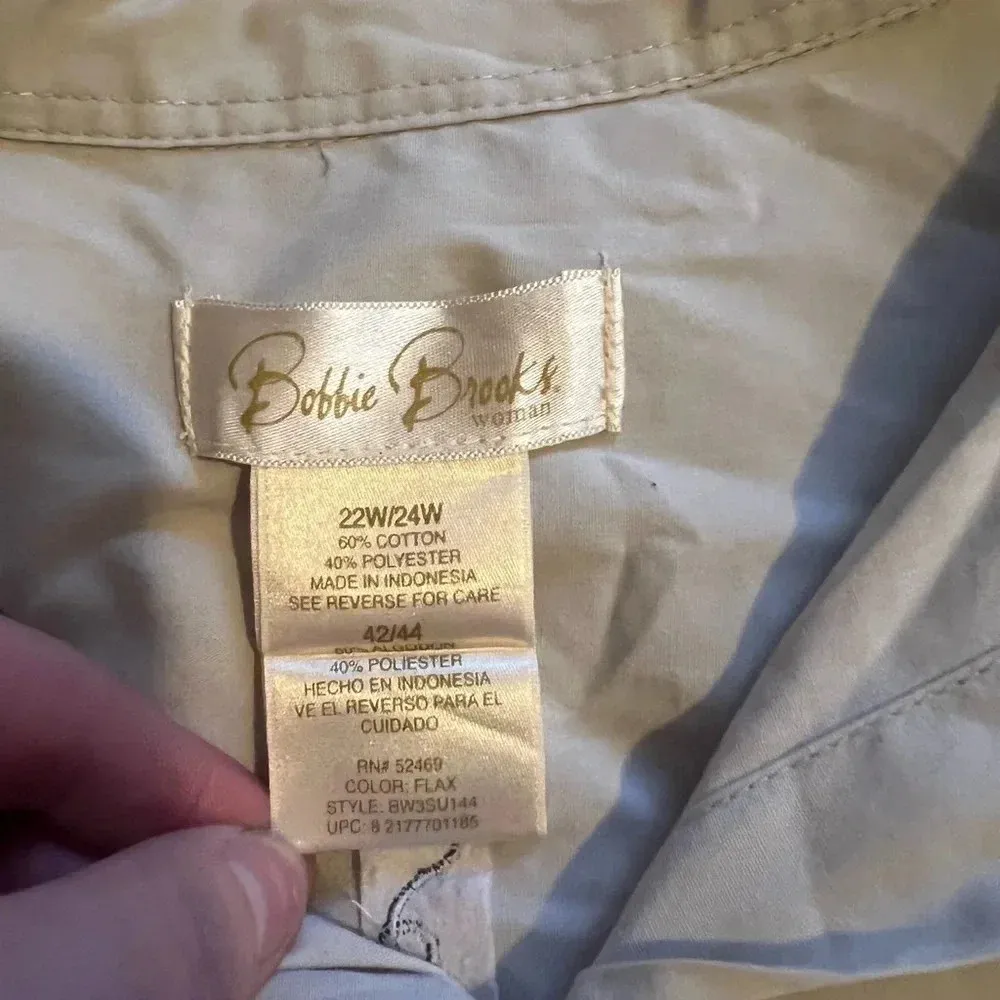 Bobbie Brooks
woman
22W/24W
60% COTTON
40% POLYESTER
MADE IN INDONESIA
SEE REVERSE FOR CARE
42/44
60% ALGODON
40% POLIESTER
HECHO EN INDONESIA
VE EL REVERSO PARA EL
CUIDADO
RN# 52469
COLOR: FLAX
STYLE: BW3SU144
UPC: 8 2177701185